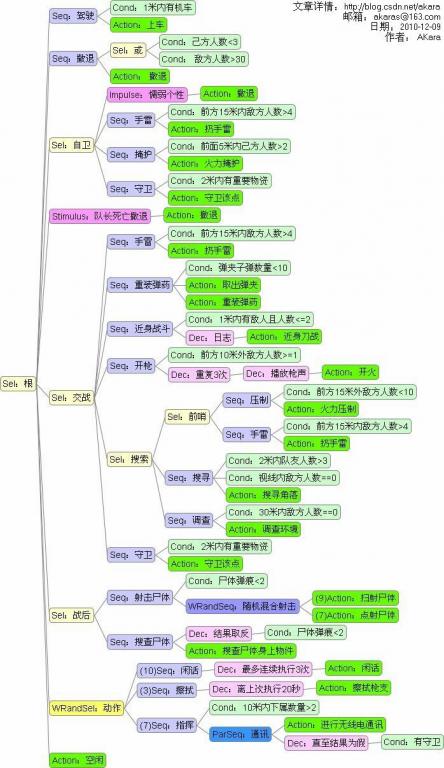 文章详情：http://blog.csdn.net/akara
邮箱：akaras@163.com
日期：2010-12-09
作者：AKara
Sel：根
Seq：驾驶
Cond：1米内有机车
Action：上车
Seq：撤退
Sel：或
Cond：己方人数<3
Cond：敌方人数>30
Action：撤退
Sel：自卫
Impulse：懦弱个性
Action：撤退
Seq：手雷
Cond：前方15米内敌方人数>4
Action：扔手雷
Seq：掩护
Cond：前面5米内己方人数>2
Action：火力掩护
Seq：守卫
Cond：2米内有重要物资
Action：守卫该点
Stimulus：队长死亡撤退
Action：撤退
Sel：交战
Seq：手雷
Cond：前方15米内敌方人数>4
Action：扔手雷
Seq：重装弹药
Cond：弹夹子弹数量<10
Action：取出弹夹
Action：重装弹药
Seq：近身战斗
Cond：1米内有敌人且人数<=2
Dec：日志
Action：近身刀战
Seq：开枪
Cond：前方10米外敌方人数>=1
Dec：重复3次
Dec：播放枪声
Action：开火
Sel：搜索
Sel：前哨
Seq：压制
Cond：前方15米外敌方人数<10
Action：火力压制
Seq：手雷
Cond：前方15米内敌方人数>4
Action：扔手雷
Seq：搜寻
Cond：2米内队友人数>3
Cond：视线内敌方人数==0
Action：搜寻角落
Seq：调查
Cond：30米内敌方人数==0
Action：调查环境
Seq：守卫
Cond：2米内有重要物资
Action：守卫该点
Sel：战后
Seq：射击尸体
Cond：尸体弹痕<2
WRandSeq：随机混合射击
(9)Action：扫射尸体
(7)Action：点射尸体
Seq：搜查尸体
Dec：结果取反
Cond：尸体弹痕<2
Action：搜查尸体身上物件
WRandSel：动作
(10)Seq：闲话
Dec：最多连续执行3次
Action：闲话
(3)Seq：擦拭
Dec：离上次执行20秒
Action：擦拭枪支
(7)Seq：指挥
Cond：10米内下属数量>2
ParSeq：通讯
Action：进行无线电通讯
Dec：直至结果为假
Cond：有守卫
Action：空闲